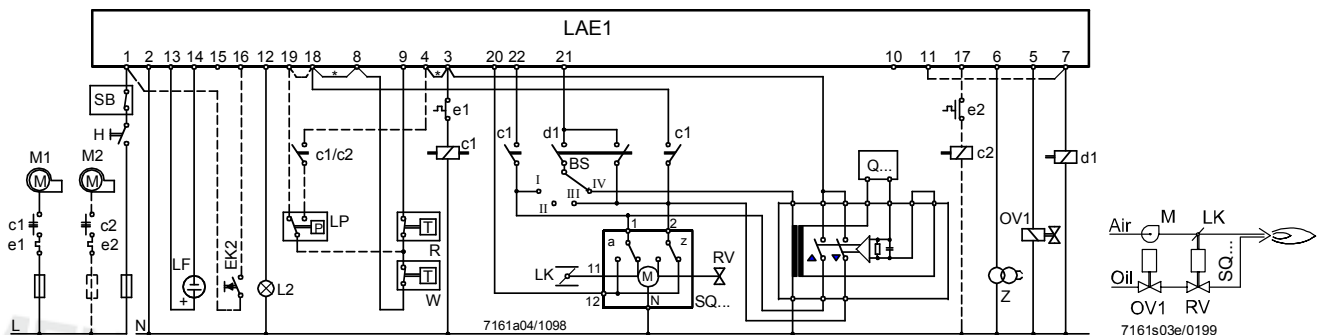 LAE1
1 2 13 14 15 16 12 19 18 8 9 4 3 20 22 21 10 11 17 6 5 7
* *
SB
e1
e2
H
c1
c1
d1
c1
c1/c2
BS
Q...
c2
d1
M1
M2
I
IV
III
II
M
M
LP
P
T
R
OV1
Air
M
LK
c1
c2
e1
e2
1
2
a
z
LF
EK2
L2
T
W
LK
11
M
RV
Oil
SQ...
+
12
N
SQ...
Z
OV1
RV
L
N
7161a04/1098
7161s03e/0199